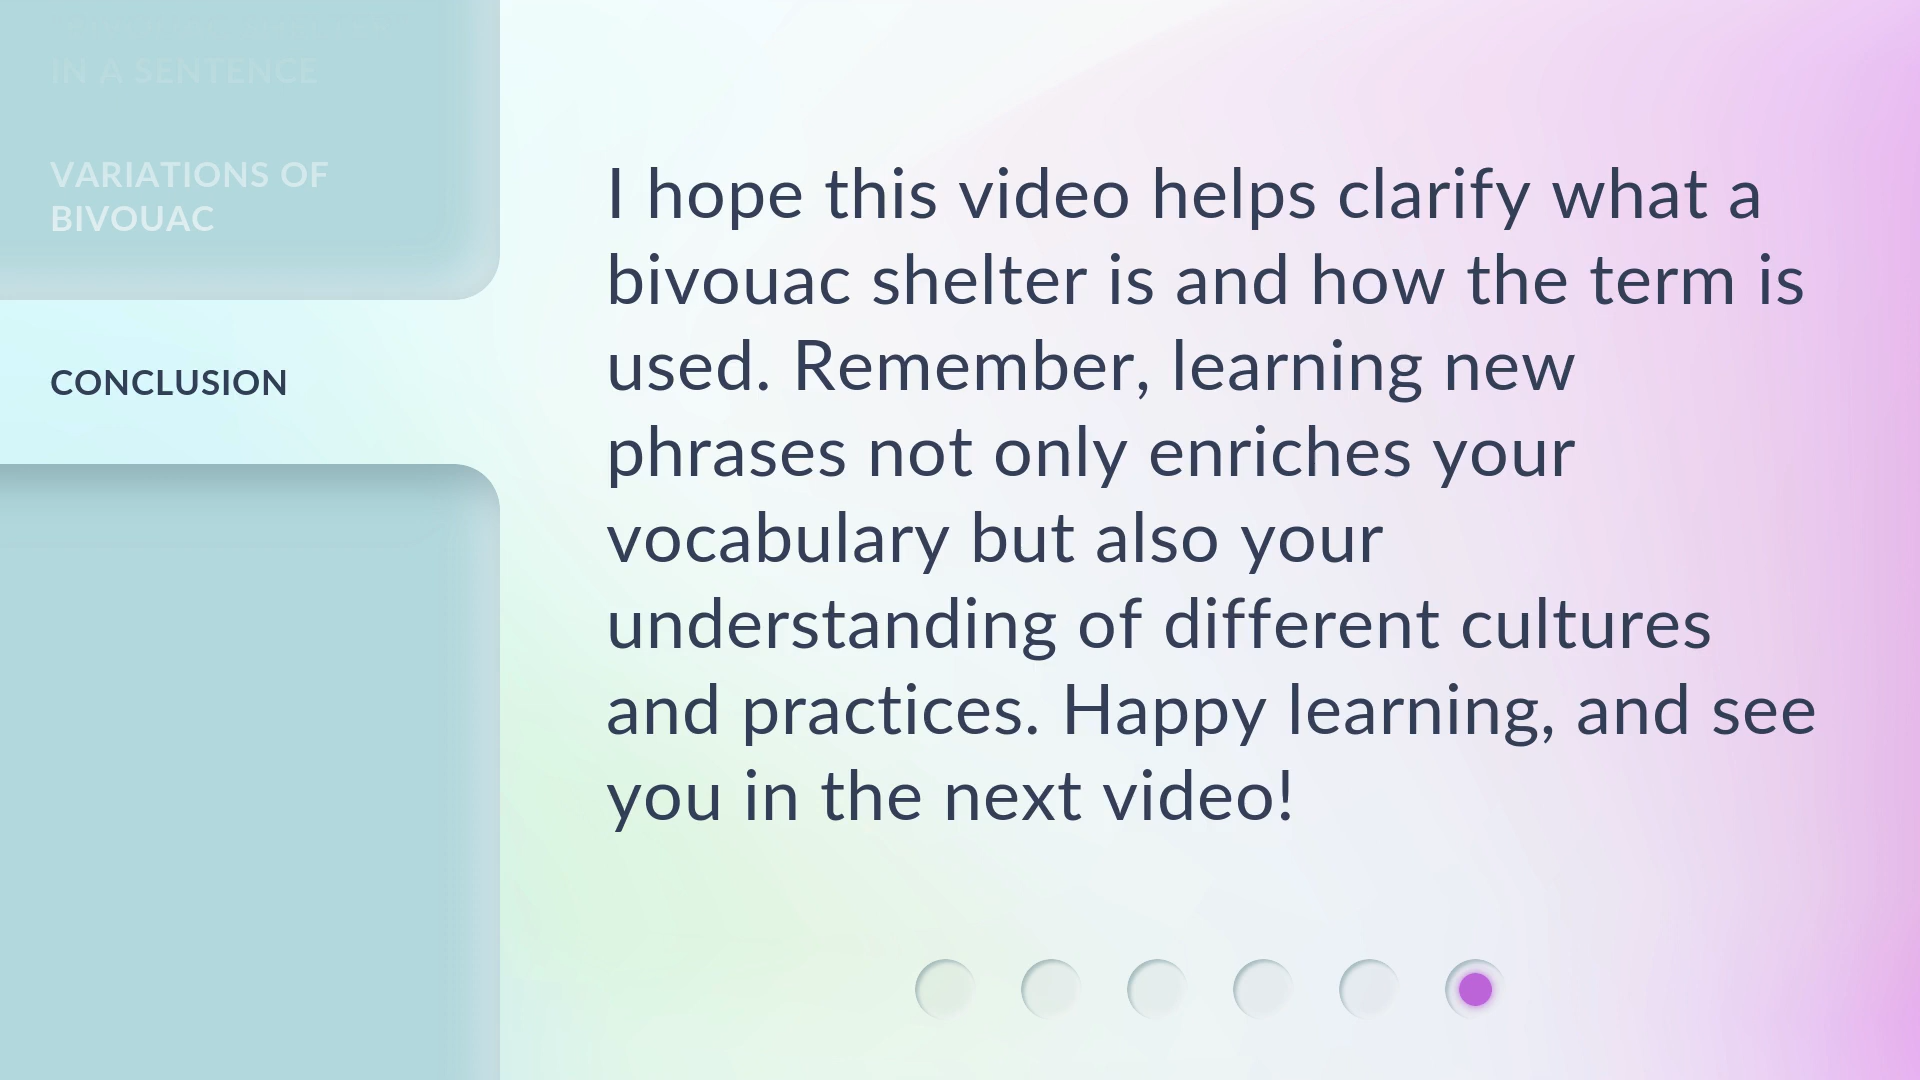 IN A SENTENCE
VARIATIONS OF
BIVOUAC
CONCLUSION
I hope this video helps clarify what a
bivouac shelter is and how the term is
used. Remember, learning new
phrases not only enriches your
vocabulary but also your
understanding of different cultures
and practices. Happy learning, and see
you in the next video!